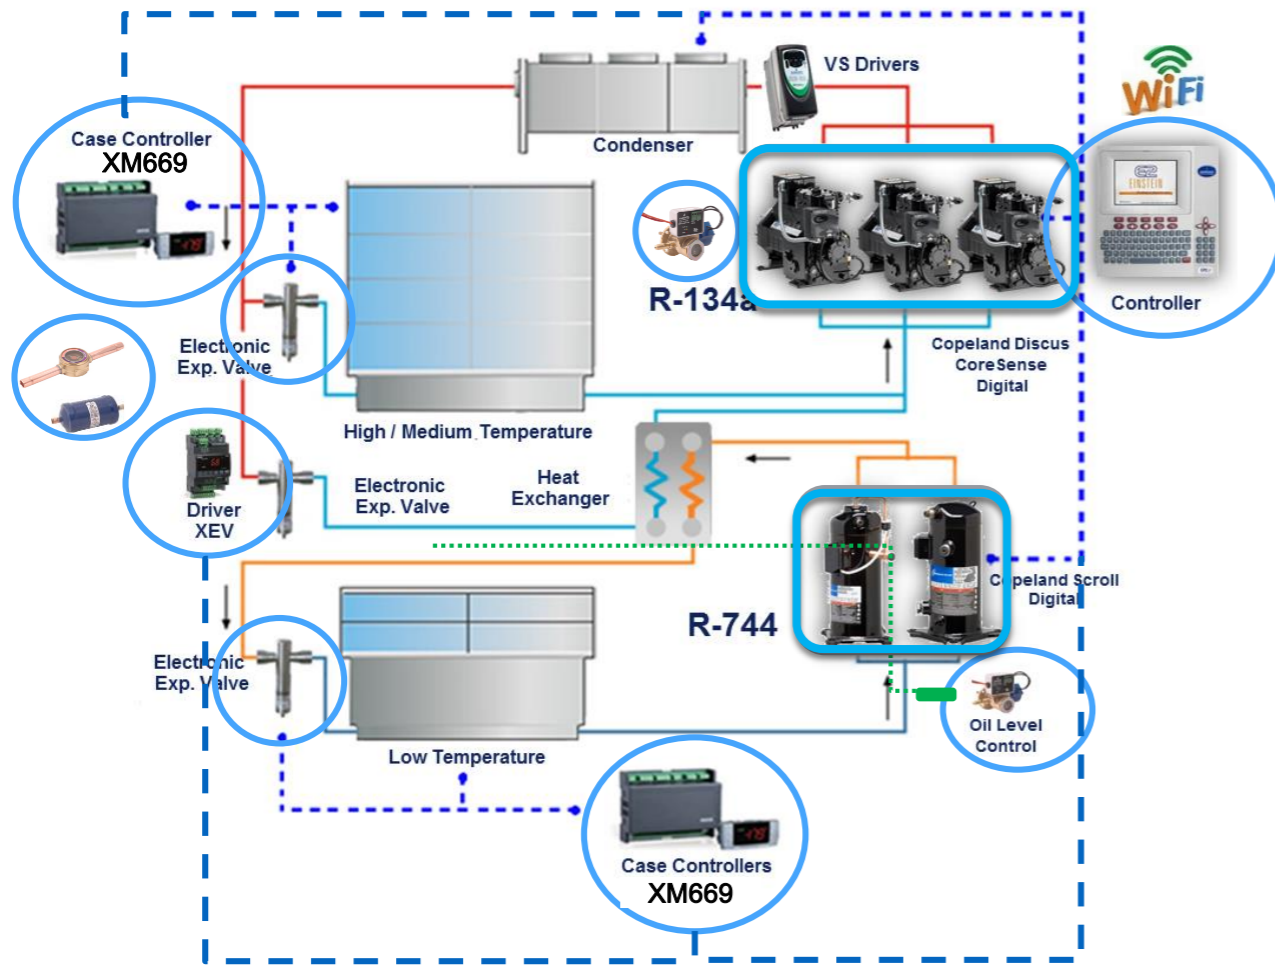 VS Drivers
WiFi
Case Controller
XM669
Condenser
EINSTEIN
R-134a
Controller
Electronic
Exp. Valve
Copeland Discus
CoreSense
Digital
High / Medium Temperature
Driver
XEV
Electronic
Exp. Valve
Heat
Exchanger
Copeland Scroll
Digital
R-744
Electronic
Exp. Valve
Oil Level
Control
Low Temperature
Case Controllers
XM669